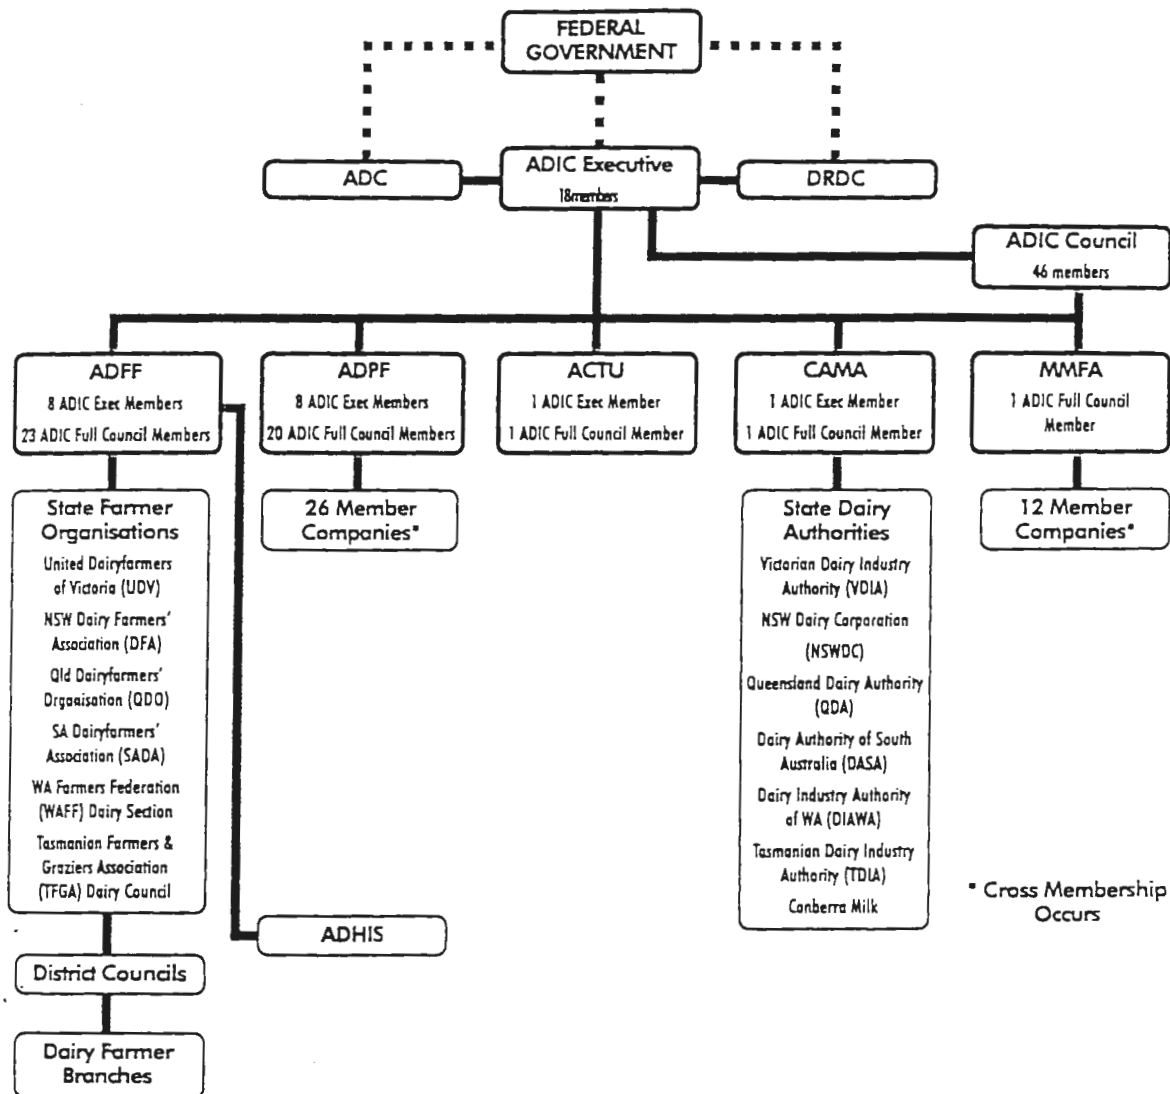 FEDERAL
GOVERNMENT
ADC
ADIC Executive
18members
DRDC
ADIC Council
46 members
ADFF
8 ADIC Exec Members
23 ADIC Full Council Members
ADPF
8 ADIC Exec Members
20 ADIC Full Council Members
ACTU
1 ADIC Exec Member
1 ADIC Full Council Member
CAMA
1 ADIC Exec Member
1 ADIC Full Council Member
MMFA
1 ADIC Full Council
Member
State Farmer
Organisations
United Dairyfarmers
of Victoria (UDV)
NSW Dairy Farmers'
Association (DFA)
Qld Dairyfarmers'
Organisation (QDO)
SA Dairyfarmers'
Association (SADA)
WA Farmers Federation
(WAFF) Dairy Section
Tasmanian Farmers &
Graziers Association
(TFGA) Dairy Council
26 Member
Companies*
State Dairy
Authorities
Victorian Dairy Industry
Authority (VDIA)
NSW Dairy Corporation
(NSWDC)
Queensland Dairy Authority
(QDA)
Dairy Authority of South
Australia (DASA)
Dairy Industry Authority
of WA (DIAWA)
Tasmanian Dairy Industry
Authority (TDIA)
Canberra Milk
12 Member
Companies*
ADHIS
* Cross Membership
Occurs
District Councils
Dairy Farmer
Branches